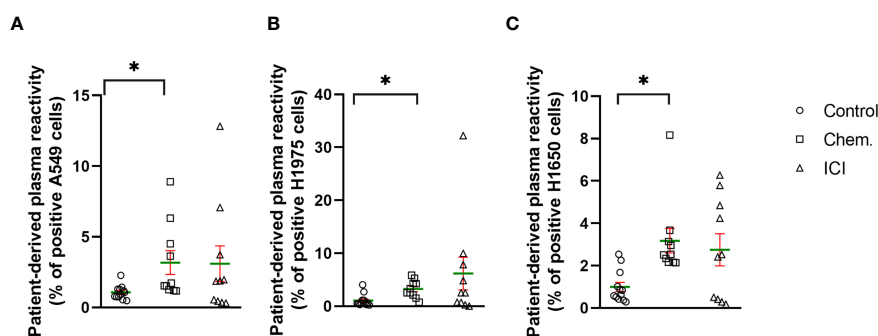 A
B
C
*
*
*
Patient-derived plasma reactivity
(% of positive A549 cells)
15
10
5
0
Patient-derived plasma reactivity
(% of positive H1975 cells)
40
30
20
10
0
Patient-derived plasma reactivity
(% of positive H1650 cells)
10
8
6
4
2
0
Control
Chem.
ICI